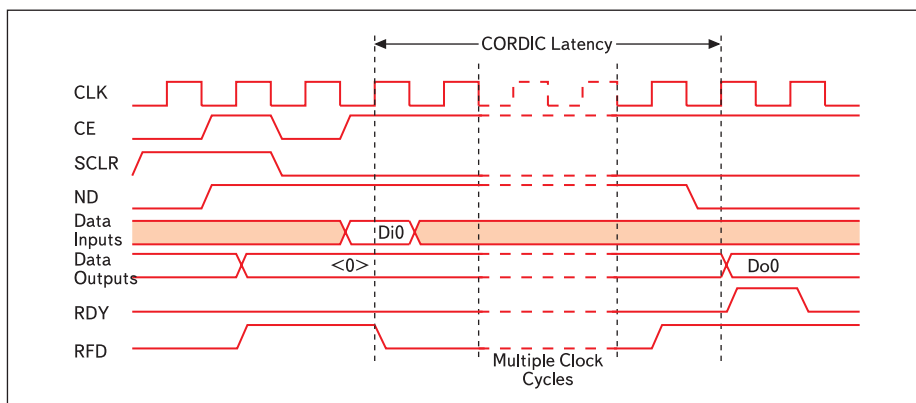 CORDIC Latency
CLK
CE
SCLR
ND
Data
Inputs
Di0
Data
Outputs
<0>
Do0
RDY
RFD
Multiple Clock
Cycles